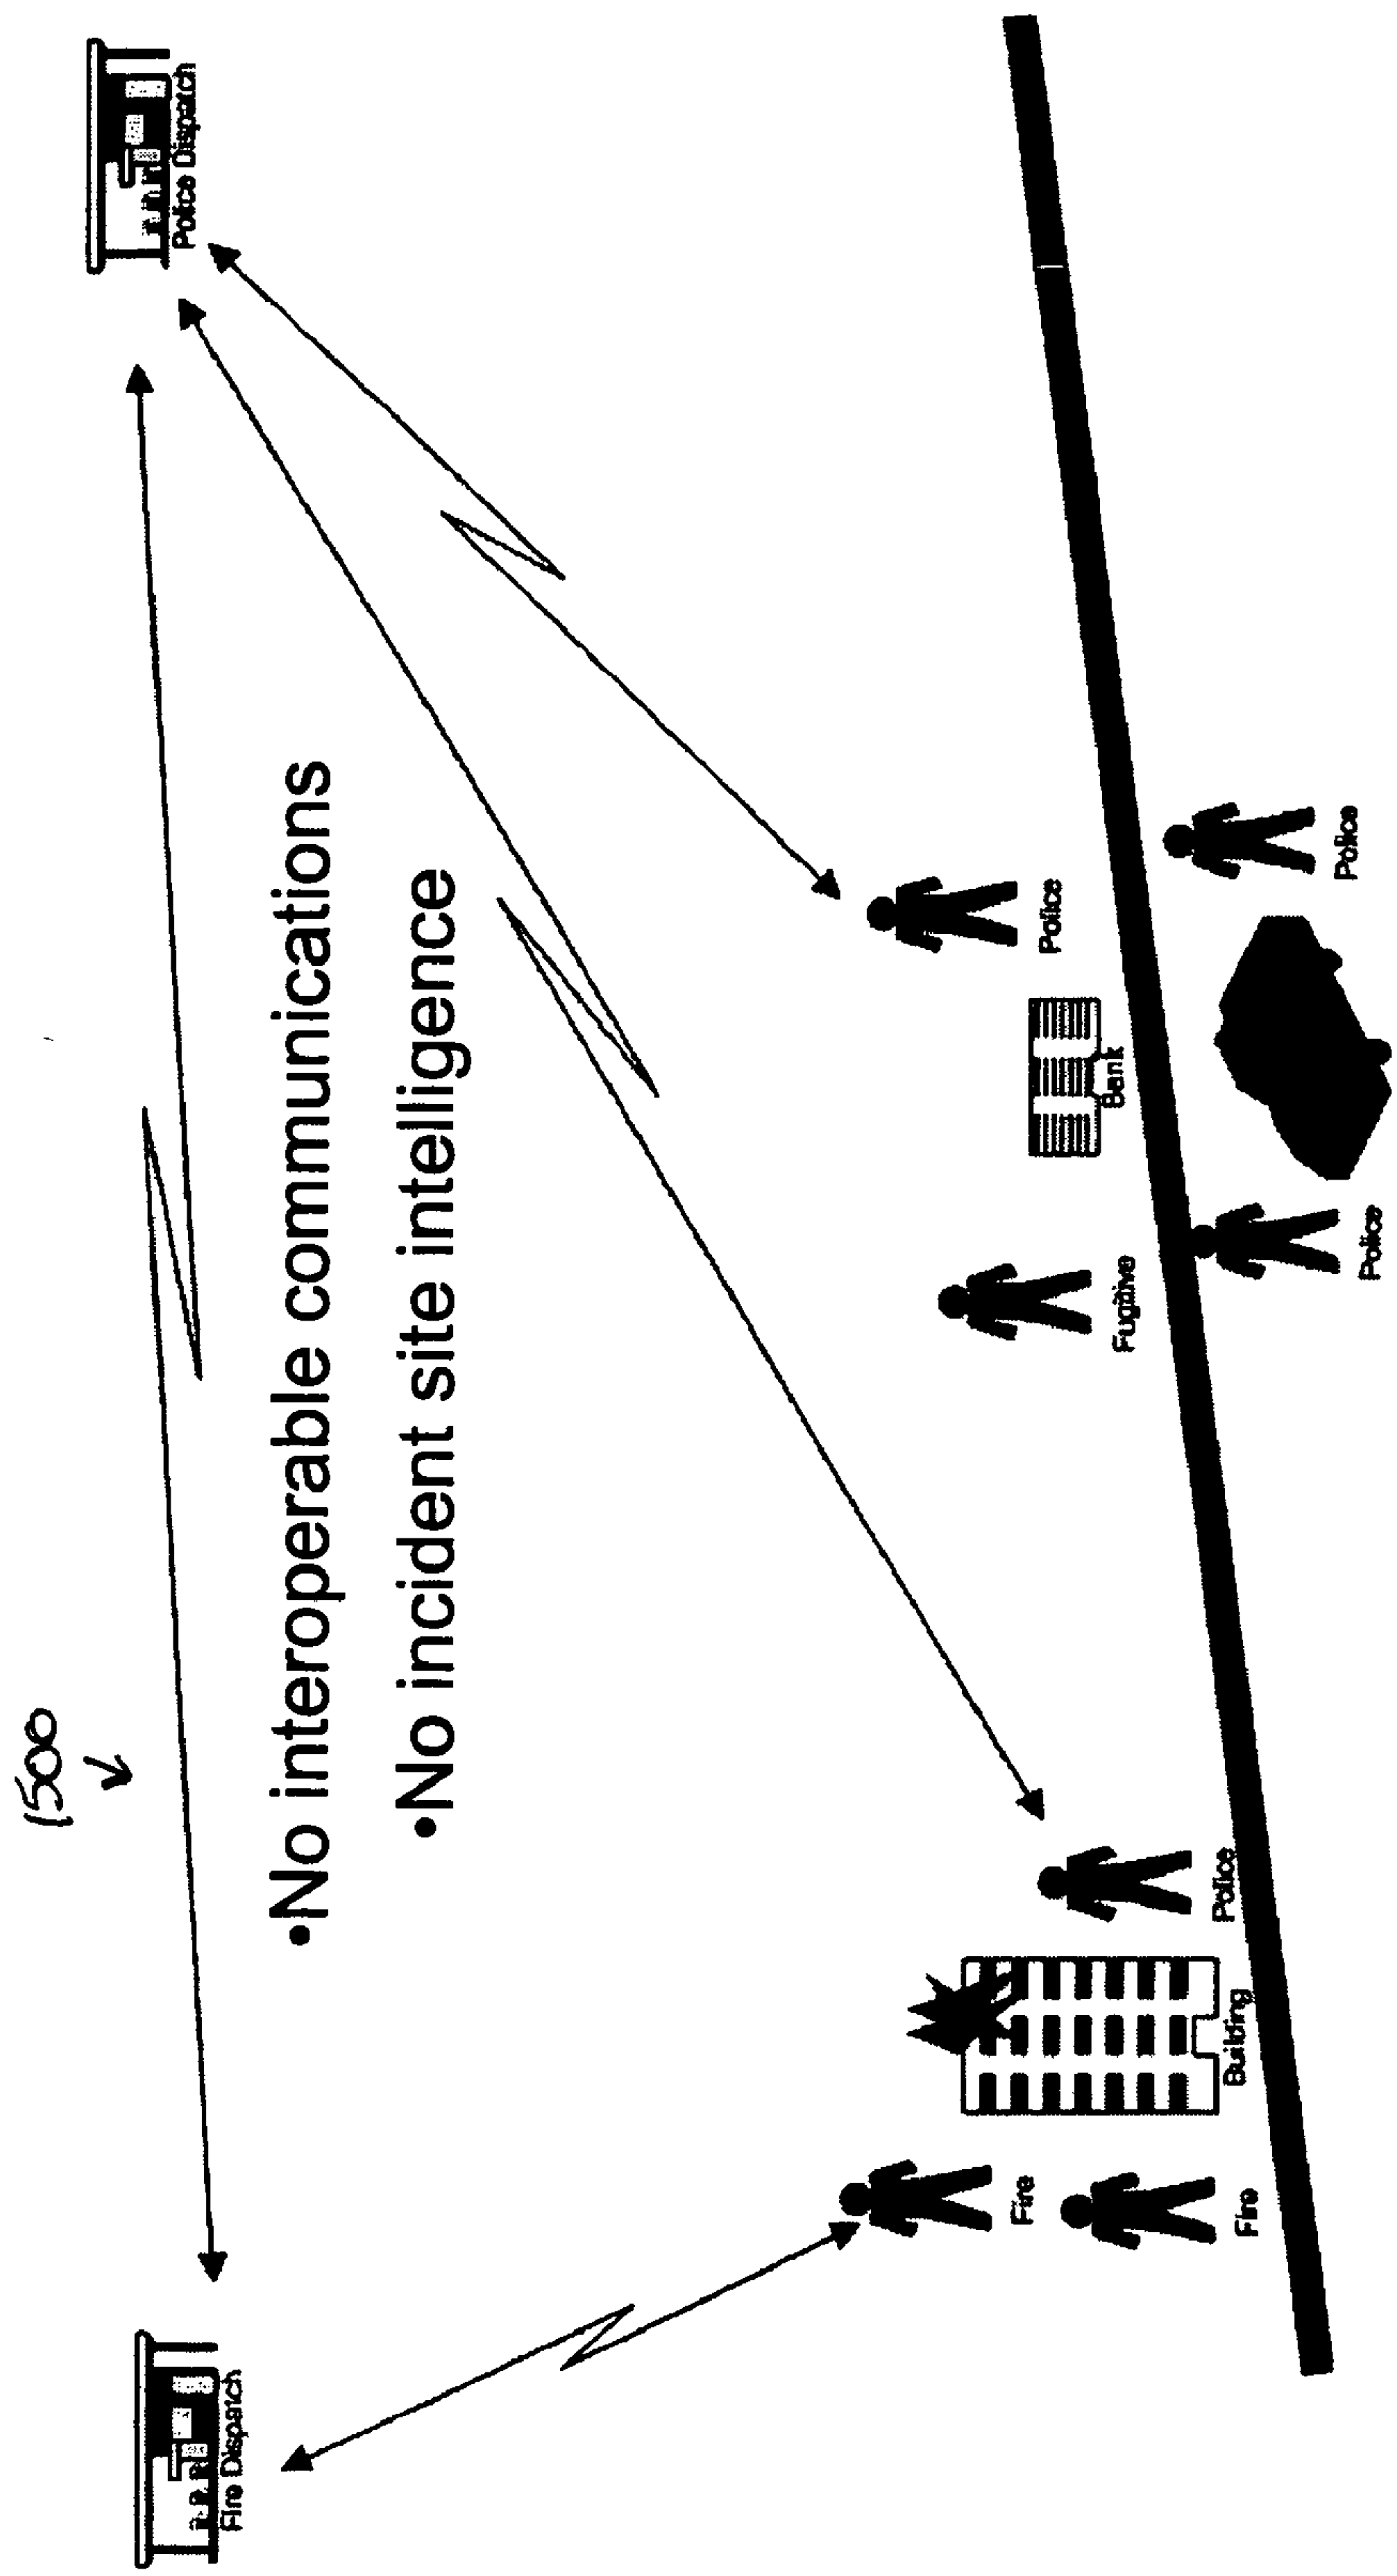 1500
Fire Dispatch
Police Dispatch
•No interoperable communications
•No incident site intelligence
Fire
Fire
Building
Police
Fugitive
Bank
Police
Police
Police